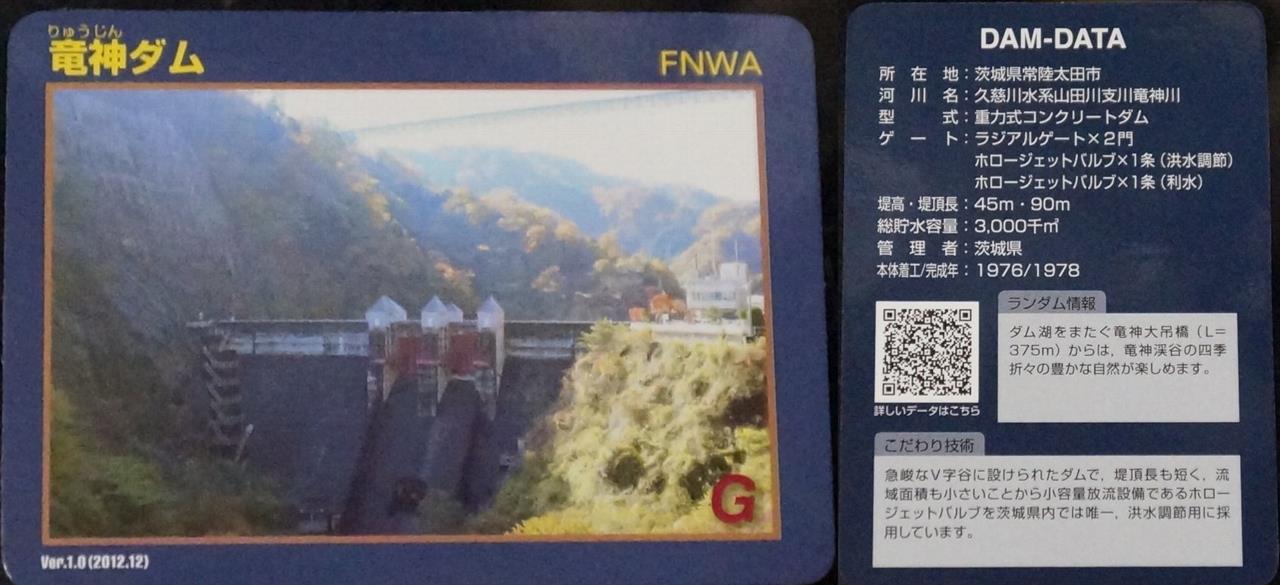 りゅうじん
竜神ダム
FNWA
G
Ver.1.0 (2012.12)
DAM-DATA
所在地：茨城県常陸太田市
河川名：久慈川水系山田川支川竜神川
型式：重力式コンクリートダム
ゲート：ラジアルゲート×2門
ホロージェットバルブ×1条（洪水調節）
ホロージェットバルブ×1条（利水）
堤高・堤頂長：45m・90m
総貯水容量：3,000千㎥
管理者：茨城県
本体着工/完成年：1976/1978
詳しいデータはこちら
ランダム情報
ダム湖をまたぐ竜神大吊橋（L=
375m）からは，竜神渓谷の四季
折々の豊かな自然が楽しめます。
こだわり技術
急峻なV字谷に設けられたダムで，堤頂長も短く，流
域面積も小さいことから小容量放流設備であるホロー
ジェットバルブを茨城県内では唯一，洪水調節用に採
用しています。